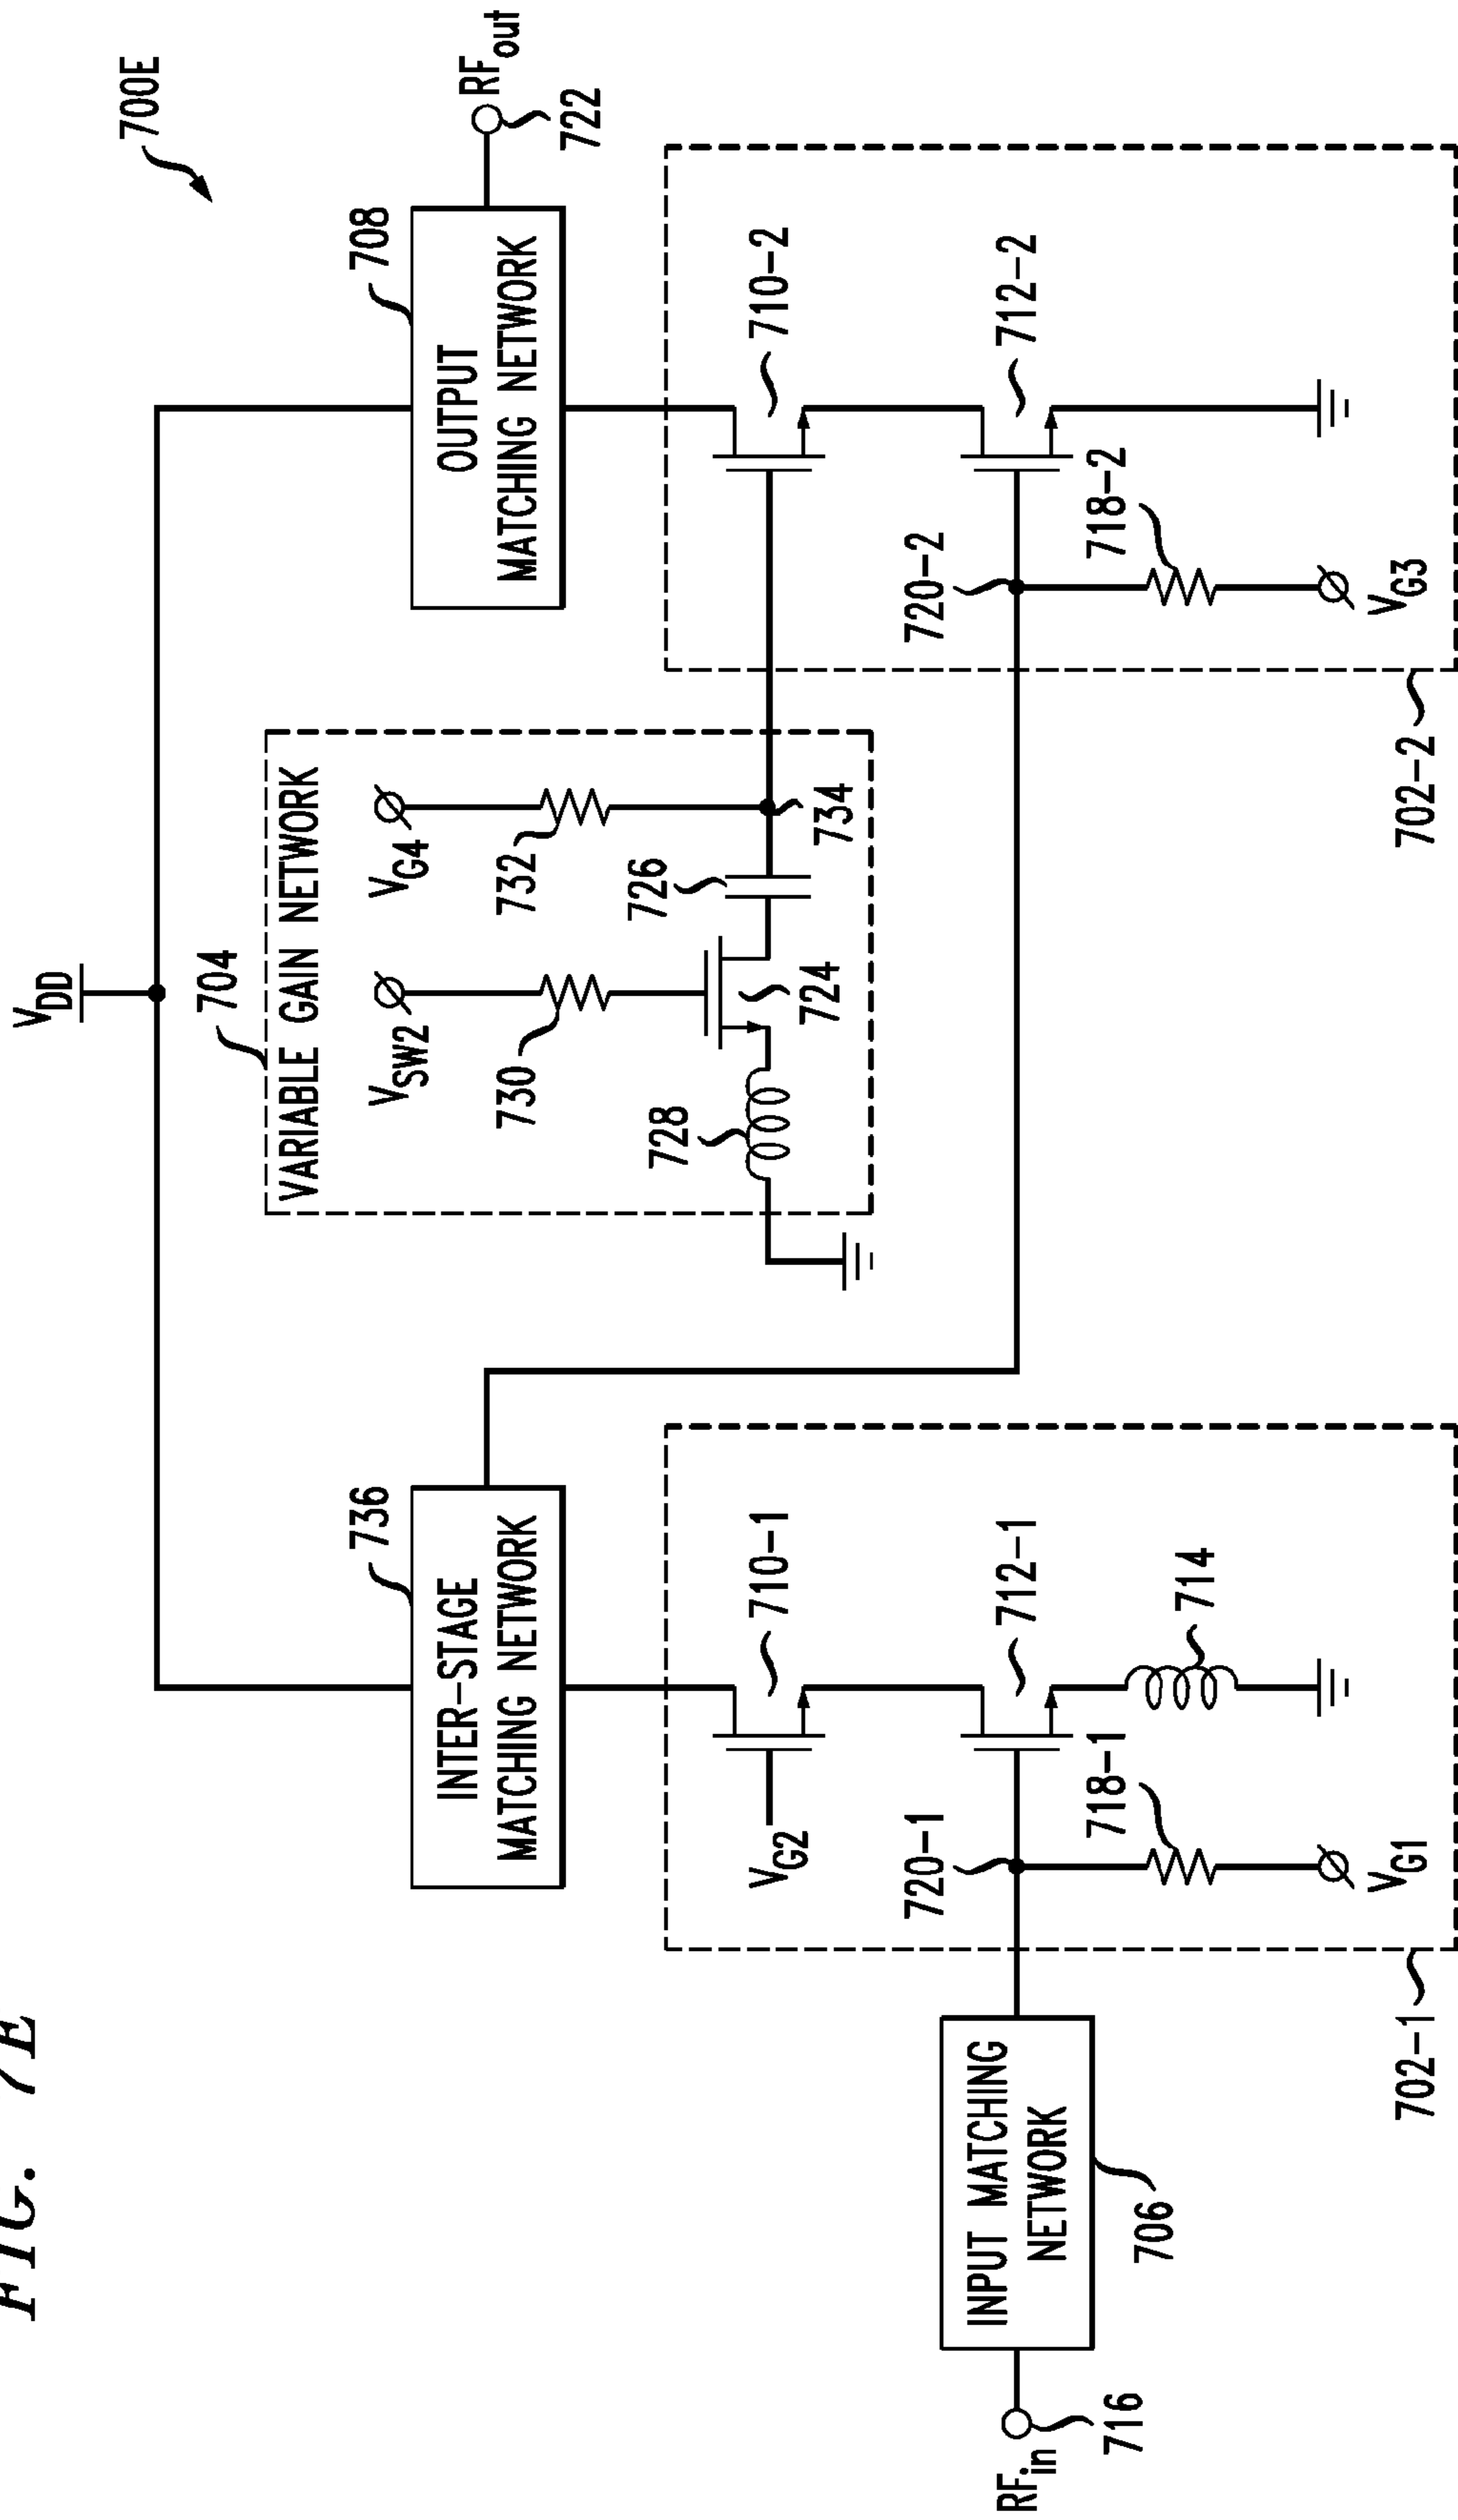 FIG. 7E
700E
VDD
704
VARIABLE GAIN NETWORK
736
INTER-STAGE
MATCHING NETWORK
708
OUTPUT
MATCHING NETWORK
RFout
722
VSW2
VG4
730
732
728
726
724
734
VG2
710-1
710-2
720-1
712-1
720-2
712-2
RFin
716
INPUT MATCHING
NETWORK
706
718-1
714
718-2
VG1
VG3
702-1
702-2